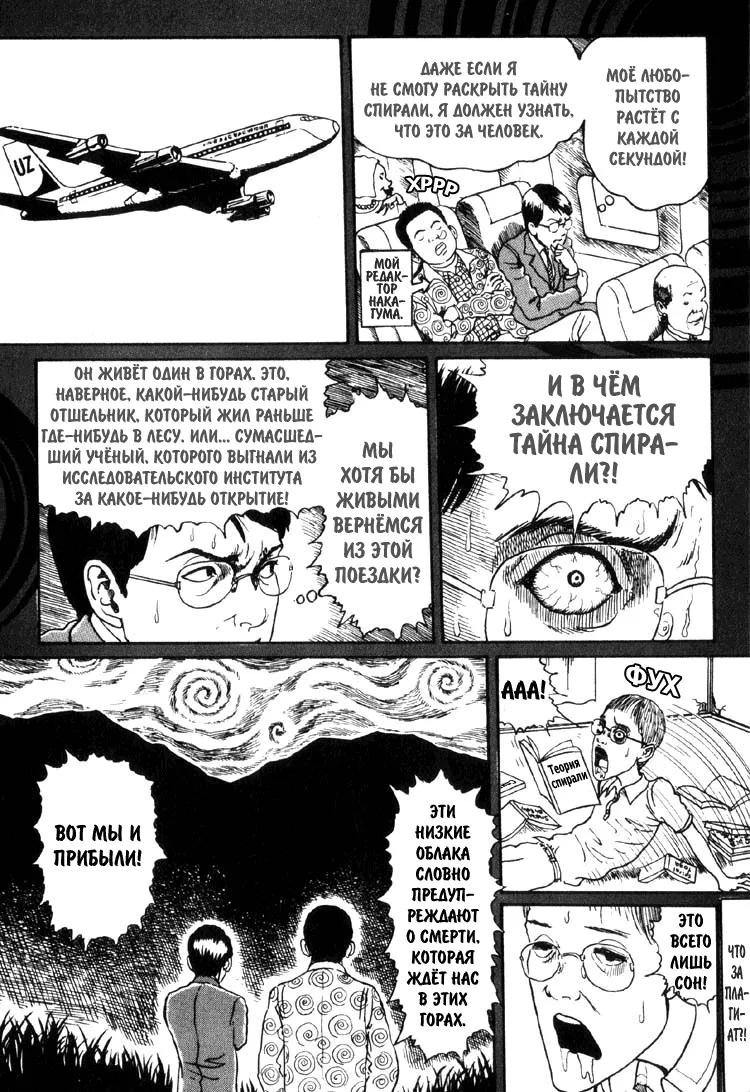 UZ
ДАЖЕ ЕСЛИ Я
НЕ СМОГУ РАСКРЫТЬ ТАЙНУ
СПИРАЛИ, Я ДОЛЖЕН УЗНАТЬ,
ЧТО ЭТО ЗА ЧЕЛОВЕК.
МОЁ ЛЮБО-
ПЫТСТВО
РАСТЁТ С
КАЖДОЙ
СЕКУНДОЙ!
ХРРР
МОЙ
РЕДАК-
ТОР
НАКА-
ГУМА.
ОН ЖИВЁТ ОДИН В ГОРАХ. ЭТО,
НАВЕРНОЕ, КАКОЙ-НИБУДЬ СТАРЫЙ
ОТШЕЛЬНИК, КОТОРЫЙ ЖИЛ РАНЬШЕ
ГДЕ-НИБУДЬ В ЛЕСУ. ИЛИ... СУМАСШЕД-
ШИЙ УЧЁНЫЙ, КОТОРОГО ВЫГНАЛИ ИЗ
ИССЛЕДОВАТЕЛЬСКОГО ИНСТИТУТА
ЗА КАКОЕ-НИБУДЬ ОТКРЫТИЕ!
МЫ
ХОТЯ БЫ
ЖИВЫМИ
ВЕРНЁМСЯ
ИЗ ЭТОЙ
ПОЕЗДКИ?
И В ЧЁМ
ЗАКЛЮЧАЕТСЯ
ТАЙНА СПИРА-
ЛИ?!
ВОТ МЫ И
ПРИБЫЛИ!
ЭТИ
НИЗКИЕ
ОБЛАКА
СЛОВНО
ПРЕДУП-
РЕЖДАЮТ
О СМЕРТИ,
КОТОРАЯ
ЖДЁТ НАС
В ЭТИХ
ГОРАХ.
ААА!
ФУХ
Теория
спирали
ЭТО
ВСЕГО
ЛИШЬ
СОН!
ЧТО
ЗА
ПЛА-
ГИ-
АТ?!